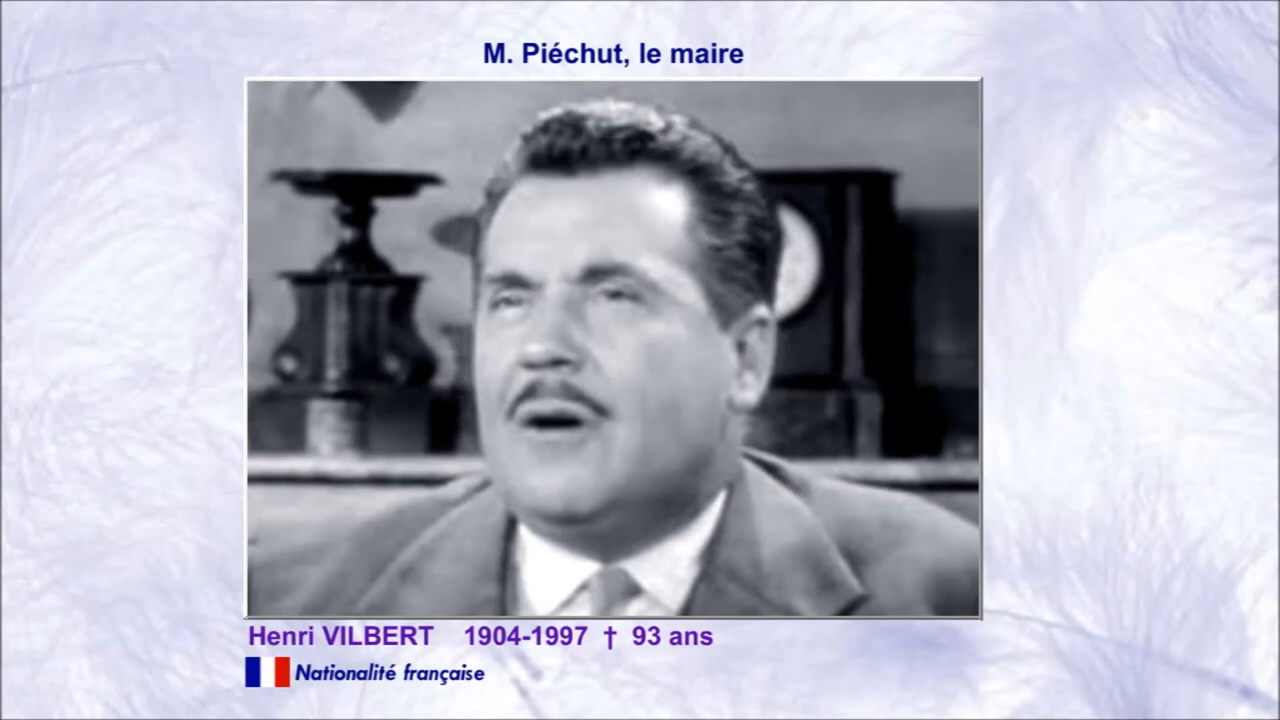 M. Piéchut, le maire
Henri VILBERT 1904-1997 † 93 ans
Nationalité française